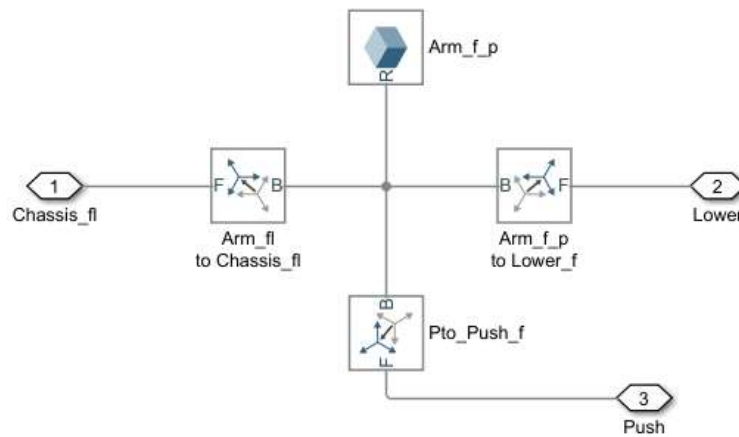 Arm_f_p
R
1
F
B
B
F
2
Chassis_fl
Lower
Arm_fl
to Chassis_fl
Arm_f_p
to Lower_f
B
Pto_Push_f
F
3
Push